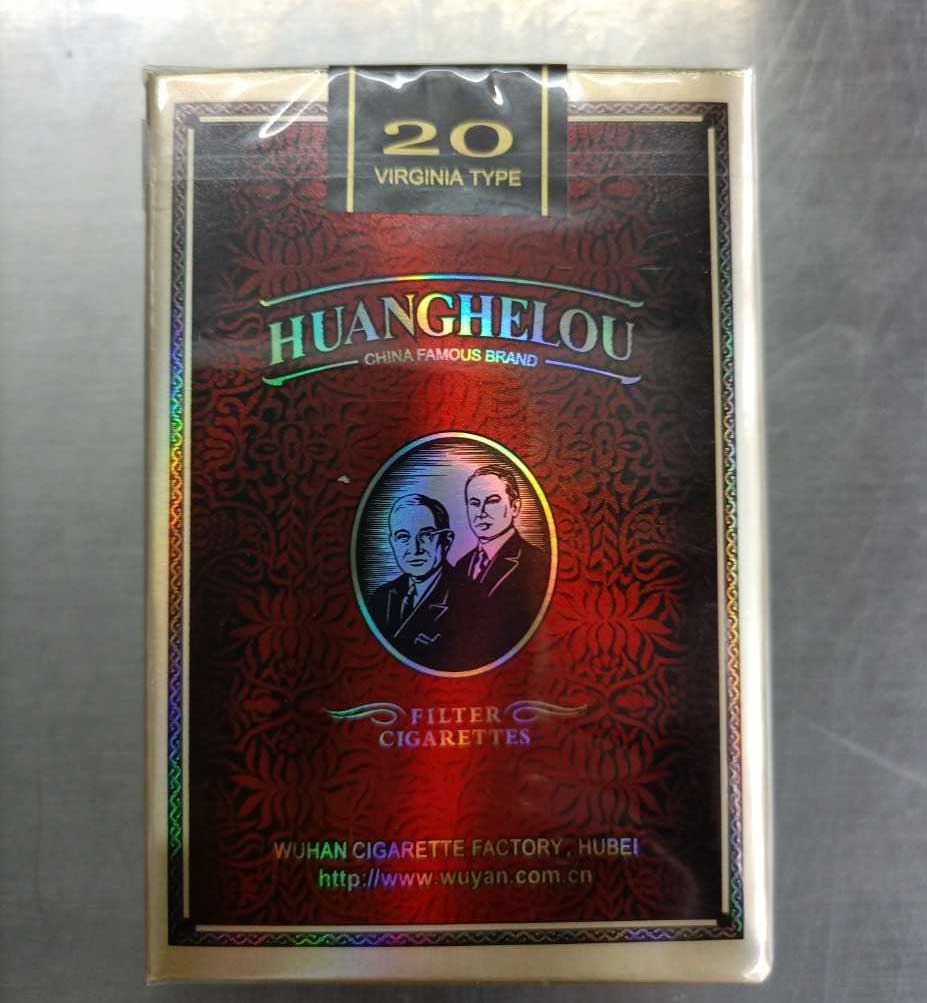 20
VIRGINIA TYPE
HUANGHELOU
CHINA FAMOUS BRAND
FILTER
CIGARETTES
WUHAN CIGARETTE FACTORY, HUBEI
http://www.wuyan.com.cn